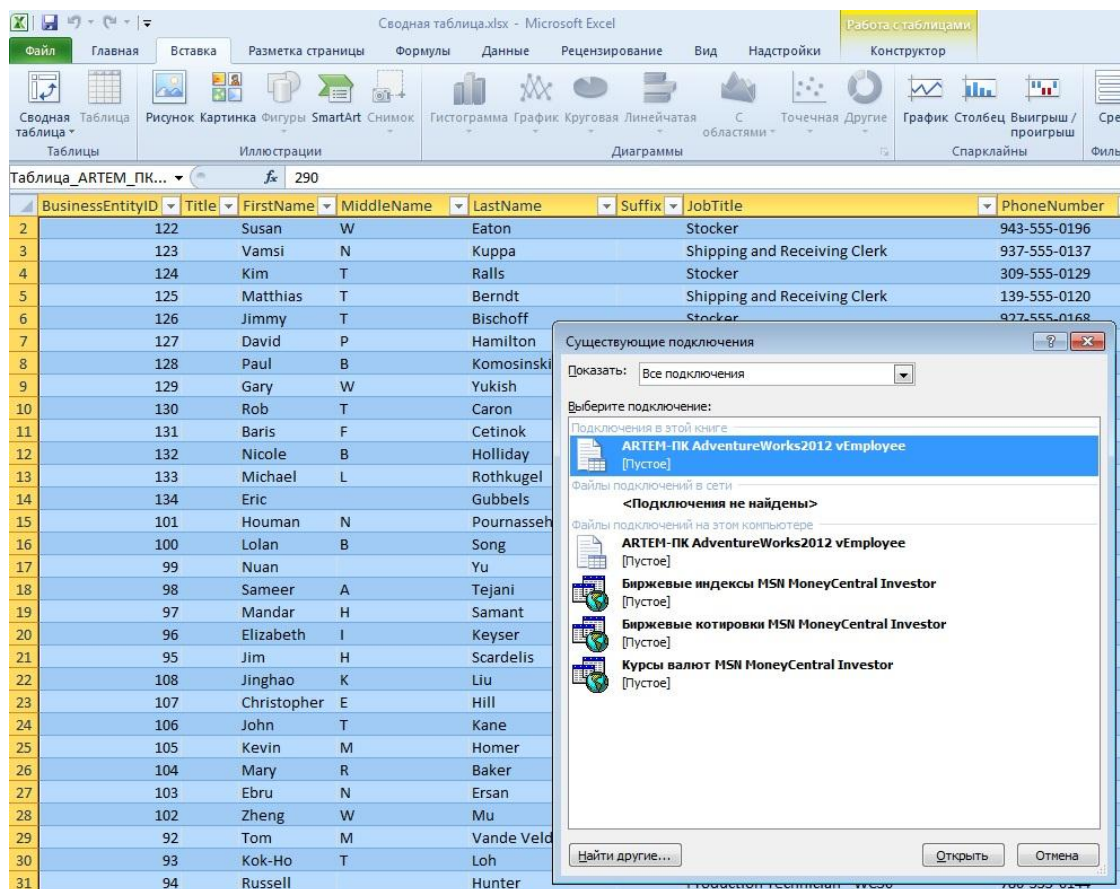 Сводная таблица.xlsx - Microsoft Excel
Работа с таблицами
Файл Главная Вставка Разметка страницы Формулы Данные Рецензирование Вид Надстройки Конструктор
Сводная таблица Таблица Рисунок Картинка Фигуры SmartArt Снимок Гистограмма График Круговая Линейчатая С областями Точечная Другие График Столбец Выигрыш / проигрыш
Таблицы Иллюстрации Диаграммы Спарклайны
Таблица_ARTEM_ПК... fx 290
BusinessEntityID Title FirstName MiddleName LastName Suffix JobTitle PhoneNumber
2 122 Susan W Eaton Stocker 943-555-0196
3 123 Vamsi N Kuppa Shipping and Receiving Clerk 937-555-0137
4 124 Kim T Ralls Stocker 309-555-0129
5 125 Matthias T Berndt Shipping and Receiving Clerk 139-555-0120
6 126 Jimmy T Bischoff Stocker 927-555-0168
7 127 David P Hamilton
8 128 Paul B Komosinski
9 129 Gary W Yukish
10 130 Rob T Caron
11 131 Baris F Cetinok
12 132 Nicole B Holliday
13 133 Michael L Rothkugel
14 134 Eric Gubbels
15 101 Houman N Pournasseh
16 100 Lolan B Song
17 99 Nuan Yu
18 98 Sameer A Tejani
19 97 Mandar H Samant
20 96 Elizabeth I Keyser
21 95 Jim H Scardelis
22 108 Jinghao K Liu
23 107 Christopher E Hill
24 106 John T Kane
25 105 Kevin M Homer
26 104 Mary R Baker
27 103 Ebru N Ersan
28 102 Zheng W Mu
29 92 Tom M Vande Veld
30 93 Kok-Ho T Loh
31 94 Russell Hunter
Существующие подключения
Показать: Все подключения
Выберите подключение:
Подключения в этой книге
ARTEM-ПК AdventureWorks2012 vEmployee
[Пустое]
Файлы подключений в сети
<Подключения не найдены>
Файлы подключений на этом компьютере
ARTEM-ПК AdventureWorks2012 vEmployee
[Пустое]
Биржевые индексы MSN MoneyCentral Investor
[Пустое]
Биржевые котировки MSN MoneyCentral Investor
[Пустое]
Курсы валют MSN MoneyCentral Investor
[Пустое]
Найти другие... Открыть Отмена